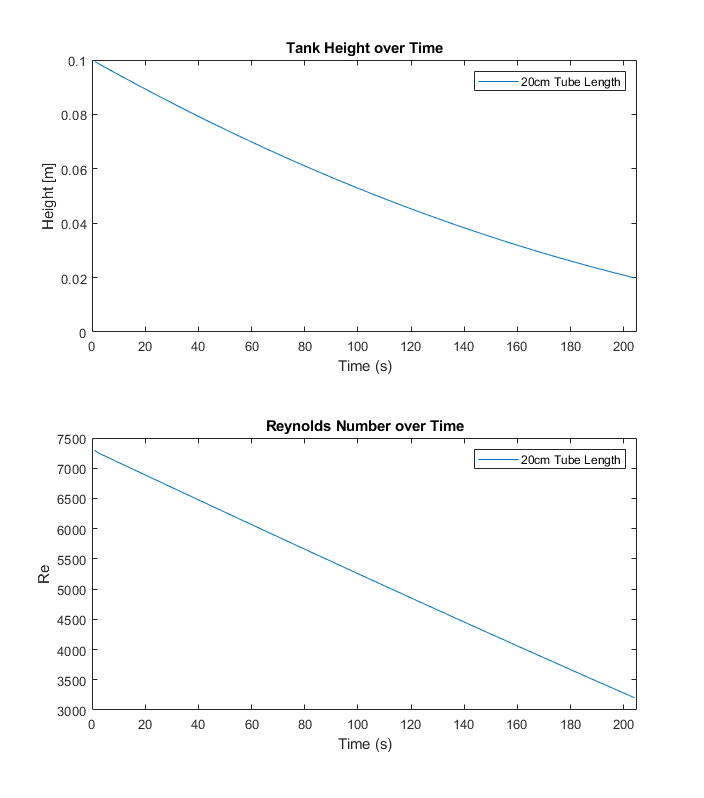 Tank Height over Time
20cm Tube Length
0.1
0.08
0.06
0.04
0.02
0
Height [m]
0 20 40 60 80 100 120 140 160 180 200
Time (s)
Reynolds Number over Time
20cm Tube Length
7500
7000
6500
6000
5500
5000
4500
4000
3500
3000
Re
0 20 40 60 80 100 120 140 160 180 200
Time (s)